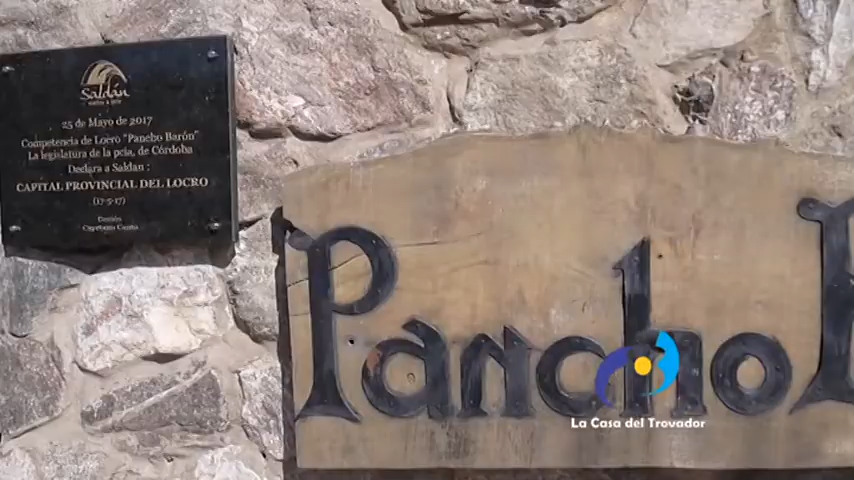 Saldán
25 de Mayo de 2017
Competencia de Locro "Pancho Barón"
La legislatura de la pcia, de Córdoba
Declara a Saldan :
CAPITAL PROVINCIAL DEL LOCRO
(17-5-17)
Pancho
La Casa del Trovador